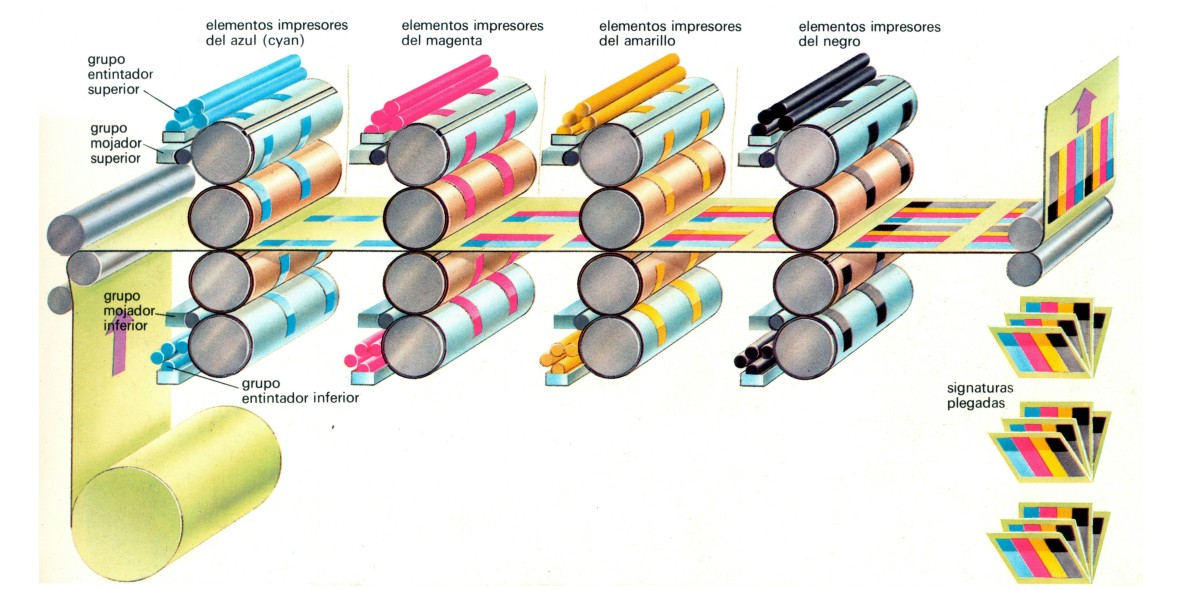 elementos impresores
del azul (cyan)
elementos impresores
del magenta
elementos impresores
del amarillo
elementos impresores
del negro
grupo
entintador
superior
grupo
mojador
superior
grupo
mojador
inferior
grupo
entintador inferior
signaturas
plegadas